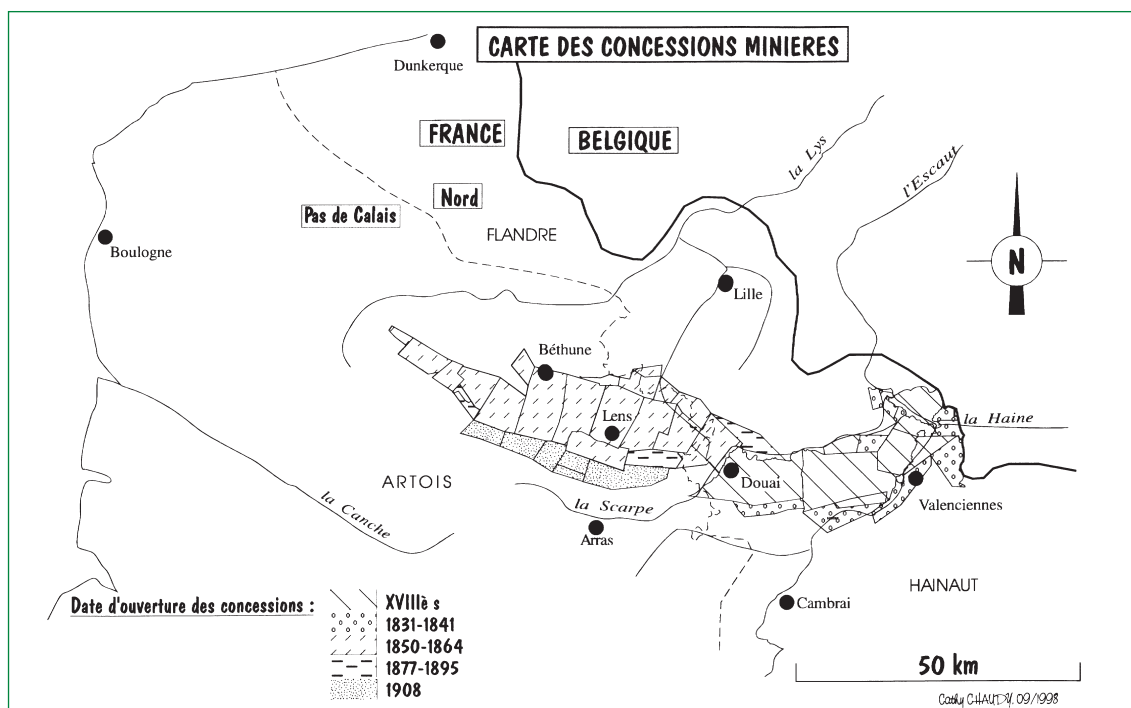 CARTE DES CONCESSIONS MINIERES
Dunkerque
FRANCE
BELGIQUE
la Lys
l'Escaut
Nord
Pas de Calais
FLANDRE
Boulogne
N
Lille
Béthune
Lens
la Haine
ARTOIS
Douai
Valenciennes
la Scarpe
la Canche
Arras
HAINAUT
Cambrai
Date d'ouverture des concessions :
XVIIIè s
1831-1841
1850-1864
1877-1895
1908
50 km
Cathy CHAUDY. 09/1998